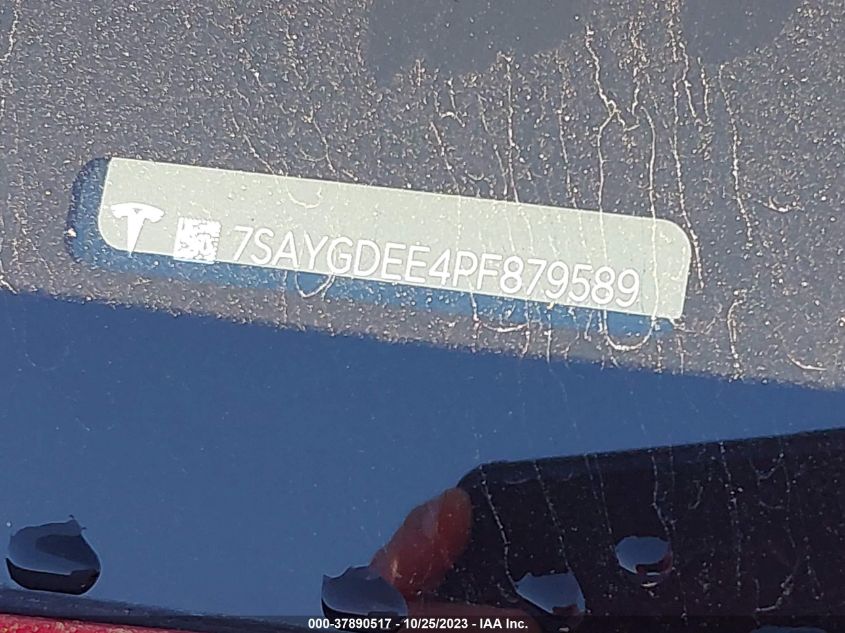 7SAYGDEE4PF879589
000-37890517 - 10/25/2023 - IAA Inc.